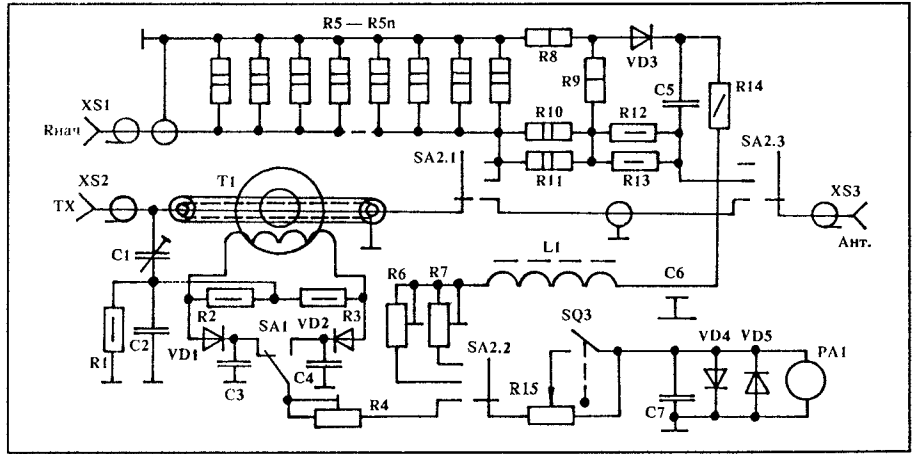 R5 — R5n
R8
VD3
R9
C5
R14
XS1
Rнач
R10
R12
SA2.1
R11
R13
SA2.3
XS2
TX
T1
XS3
Ант.
C1
L1
C6
R6
R7
R2
R3
SQ3
VD4
VD5
PA1
R1
C2
VD1
SA1
VD2
SA2.2
C3
C4
R4
R15
C7